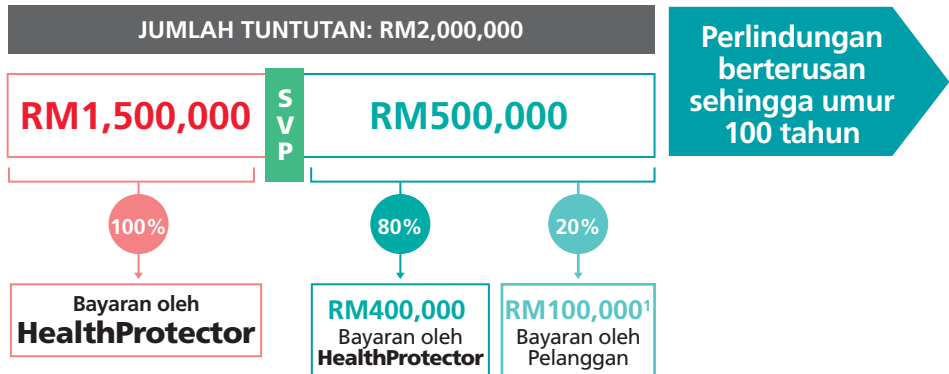 JUMLAH TUNTUTAN: RM2,000,000
Perlindungan
berterusan
sehingga umur
100 tahun
RM1,500,000
S
V
P
RM500,000
100%
80%
20%
Bayaran oleh
HealthProtector
RM400,000
Bayaran oleh
HealthProtector
RM100,000¹
Bayaran oleh
Pelanggan